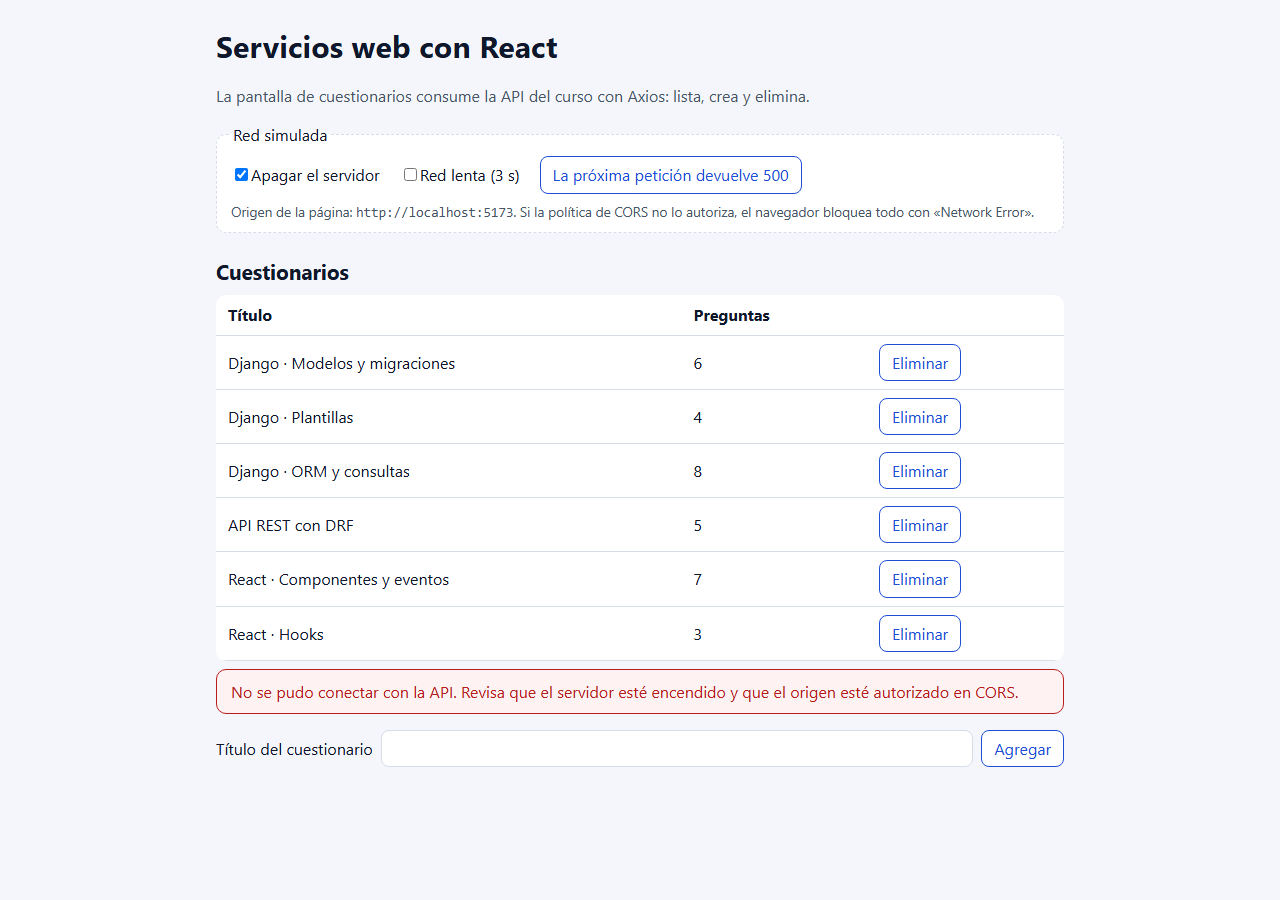 Servicios web con React
La pantalla de cuestionarios consume la API del curso con Axios: lista, crea y elimina.
Red simulada
Apagar el servidor Red lenta (3 s) La próxima petición devuelve 500
Origen de la página: http://localhost:5173. Si la política de CORS no lo autoriza, el navegador bloquea todo con «Network Error».
Cuestionarios
Título Preguntas
Django · Modelos y migraciones 6 Eliminar
Django · Plantillas 4 Eliminar
Django · ORM y consultas 8 Eliminar
API REST con DRF 5 Eliminar
React · Componentes y eventos 7 Eliminar
React · Hooks 3 Eliminar
No se pudo conectar con la API. Revisa que el servidor esté encendido y que el origen esté autorizado en CORS.
Título del cuestionario Agregar